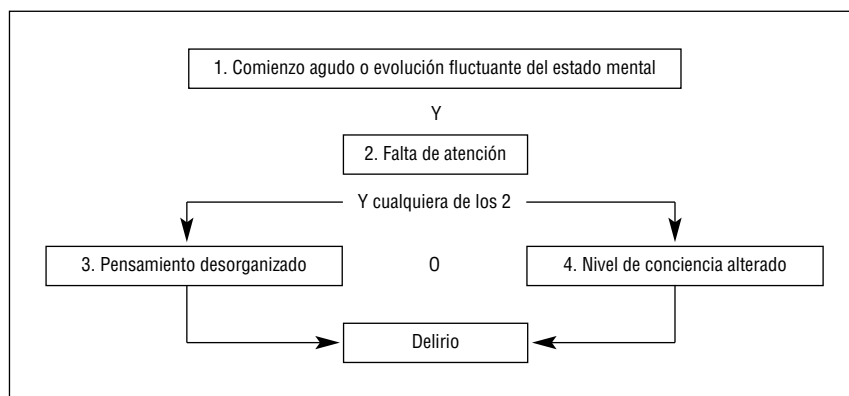 1. Comienzo agudo o evolución fluctuante del estado mental
Y
2. Falta de atención
Y cualquiera de los 2
3. Pensamiento desorganizado
O
4. Nivel de conciencia alterado
Delirio